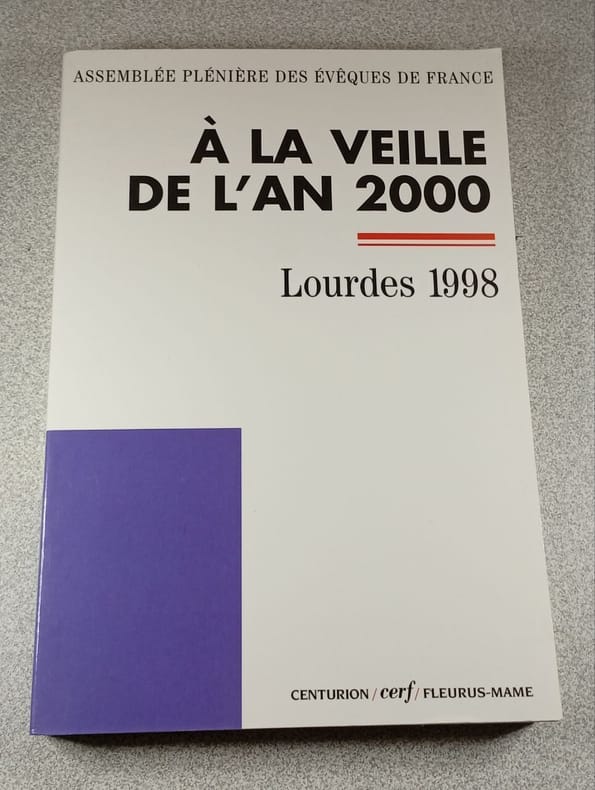 ASSEMBLÉE PLÉNIÈRE DES ÉVÊQUES DE FRANCE
À LA VEILLE
DE L'AN 2000
Lourdes 1998
CENTURION / cerf / FLEURUS-MAME